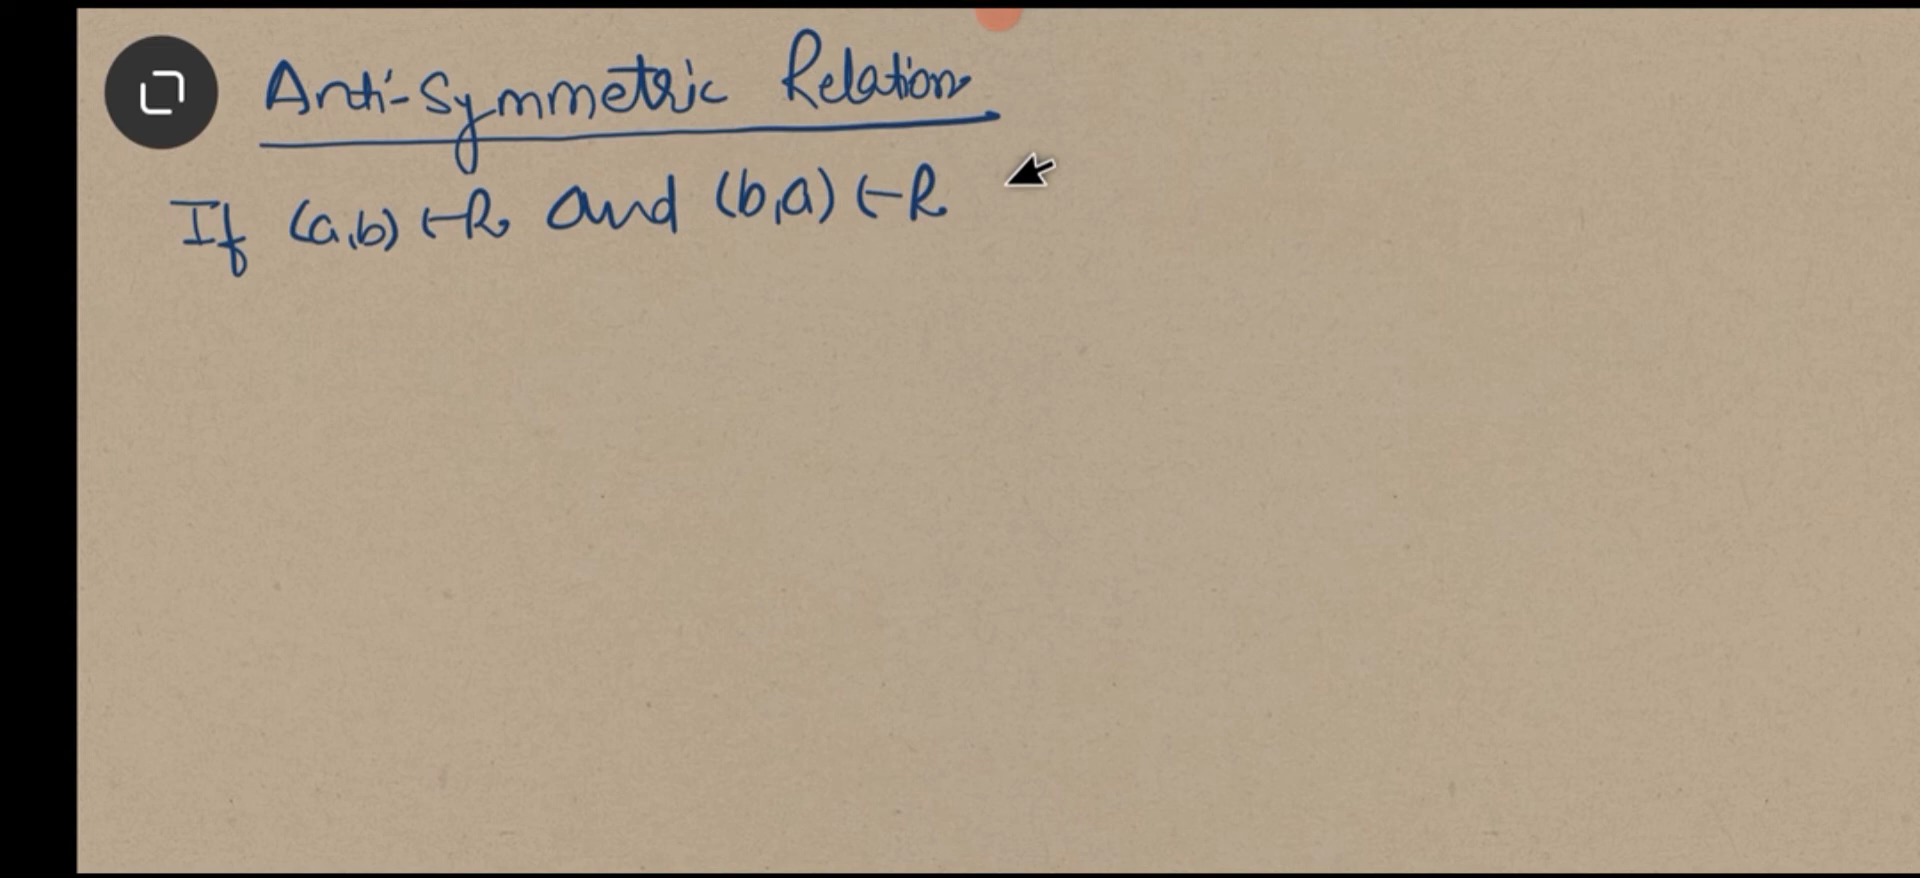 Anti-Symmetric Relation
If (a,b) ∈ R and (b,a) ∈ R